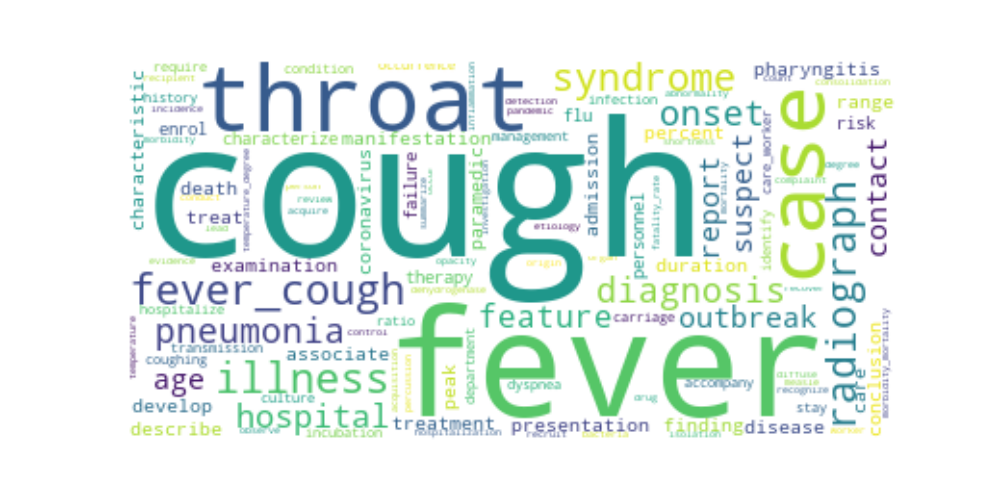 require
recipient
condition
occurrence
throat
syndrome
pharyngitis
count
consolidation
characteristic
history
incidence
morbidity
enrol
inflammation
detection
pandemic
infection
flu
abnormality
onset
case
range
risk
characterize
manifestation
management
percent
shortness
care_worker
contact
cough
death
treat
temperature_degree
review
acquire
lead
coronavirus
failure
summarize
paramedic
investigation
etiology
admission
personnel
fatality_rate
report
mortality
suspect
identify
degree
complaint
radiograph
evidence
examination
opacity
therapy
origin
duration
fever_cough
dehydrogenase
diagnosis
recover
hospitalize
pneumonia
control
ratio
feature
carriage
outbreak
temperature
transmission
coughing
associate
fever
age
illness
culture
acquisition
percussion
peak
department
dyspnea
drug
accompany
diffuse
measle
recognize
stay
care
conclusion
morbidity_mortality
develop
hospital
treatment
presentation
finding
disease
describe
observe
incubation
hospitalization
recruit
bacteria
isolation
worker